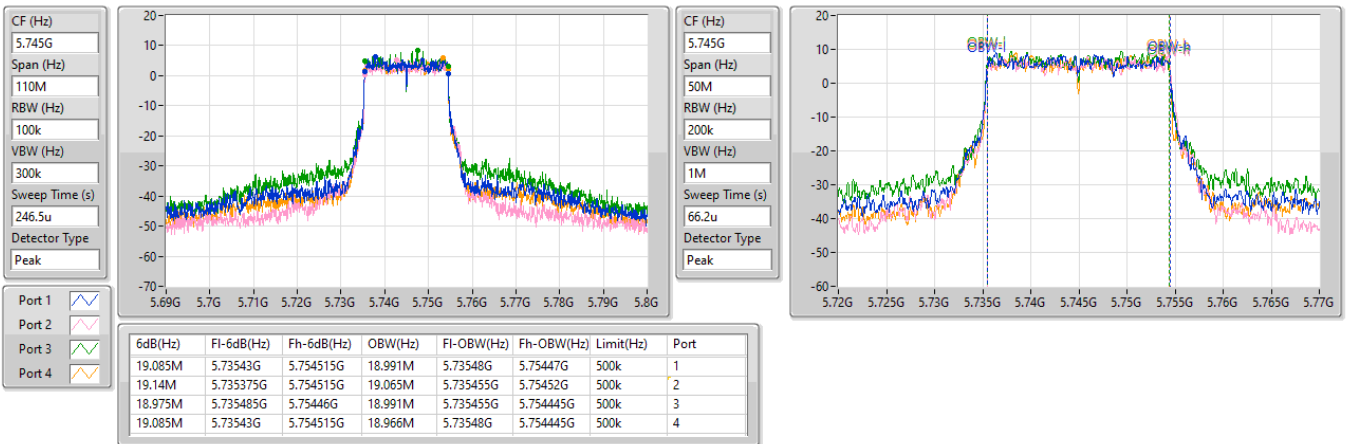 CF (Hz)
5.745G
Span (Hz)
110M
RBW (Hz)
100k
VBW (Hz)
300k
Sweep Time (s)
246.5u
Detector Type
Peak
20
10
0
-10
-20
-30
-40
-50
-60
-70
5.69G 5.7G 5.71G 5.72G 5.73G 5.74G 5.75G 5.76G 5.77G 5.78G 5.79G 5.8G
CF (Hz)
5.745G
Span (Hz)
50M
RBW (Hz)
200k
VBW (Hz)
1M
Sweep Time (s)
66.2u
Detector Type
Peak
20
10
0
-10
-20
-30
-40
-50
-60
OBW-l OBW-h
5.72G 5.725G 5.73G 5.735G 5.74G 5.745G 5.75G 5.755G 5.76G 5.765G 5.77G
Port 1
Port 2
Port 3
Port 4
6dB(Hz) Fl-6dB(Hz) Fh-6dB(Hz) OBW(Hz) Fl-OBW(Hz) Fh-OBW(Hz) Limit(Hz) Port
19.085M 5.73543G 5.754515G 18.991M 5.73548G 5.75447G 500k 1
19.14M 5.735375G 5.754515G 19.065M 5.735455G 5.75452G 500k 2
18.975M 5.735485G 5.75446G 18.991M 5.735455G 5.754445G 500k 3
19.085M 5.73543G 5.754515G 18.966M 5.73548G 5.754445G 500k 4